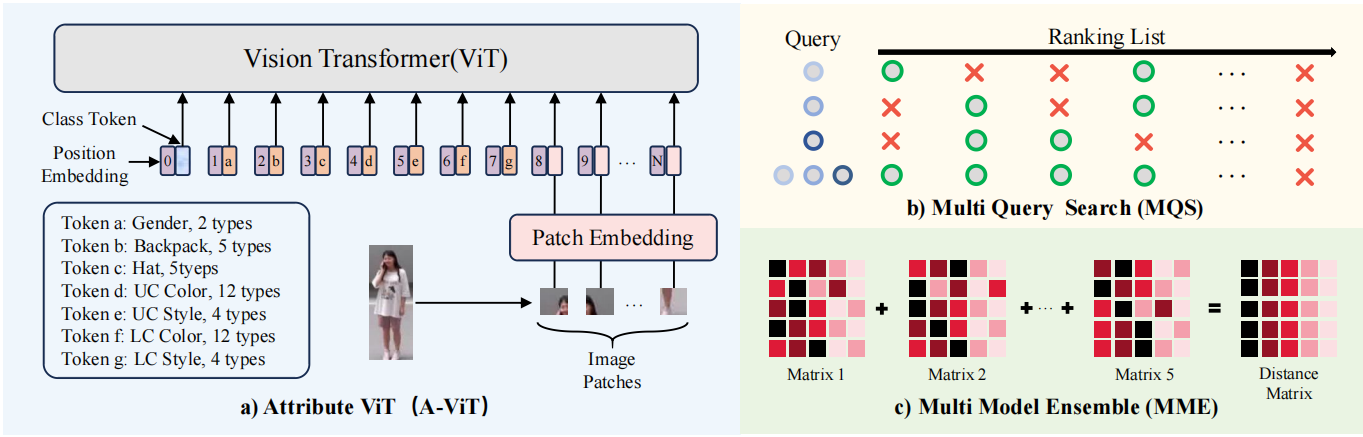 Vision Transformer(ViT)
Class Token
Position
Embedding
0 1 a 2 b 3 c 4 d 5 e 6 f 7 g 8 9 ... N
Token a: Gender, 2 types
Token b: Backpack, 5 types
Token c: Hat, 5tyeps
Token d: UC Color, 12 types
Token e: UC Style, 4 types
Token f: LC Color, 12 types
Token g: LC Style, 4 types
Patch Embedding
...
Image
Patches
a) Attribute ViT (A-ViT)
Query Ranking List
...
...
...
...
b) Multi Query Search (MQS)
+ + ... + =
Matrix 1 Matrix 2 Matrix 5 Distance
Matrix
c) Multi Model Ensemble (MME)